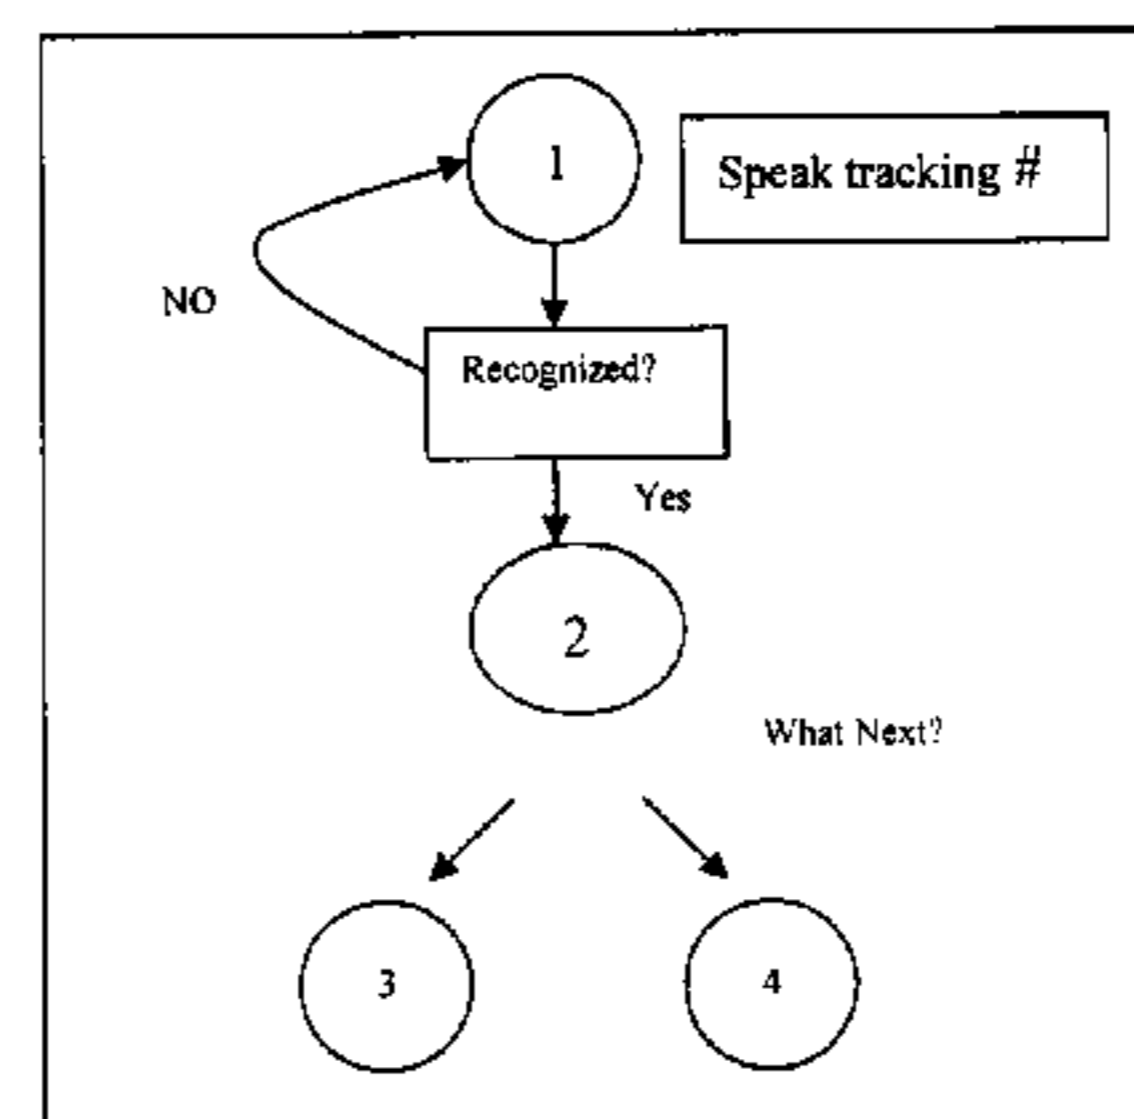 1
Speak tracking #
NO
Recognized?
Yes
2
What Next?
3
4